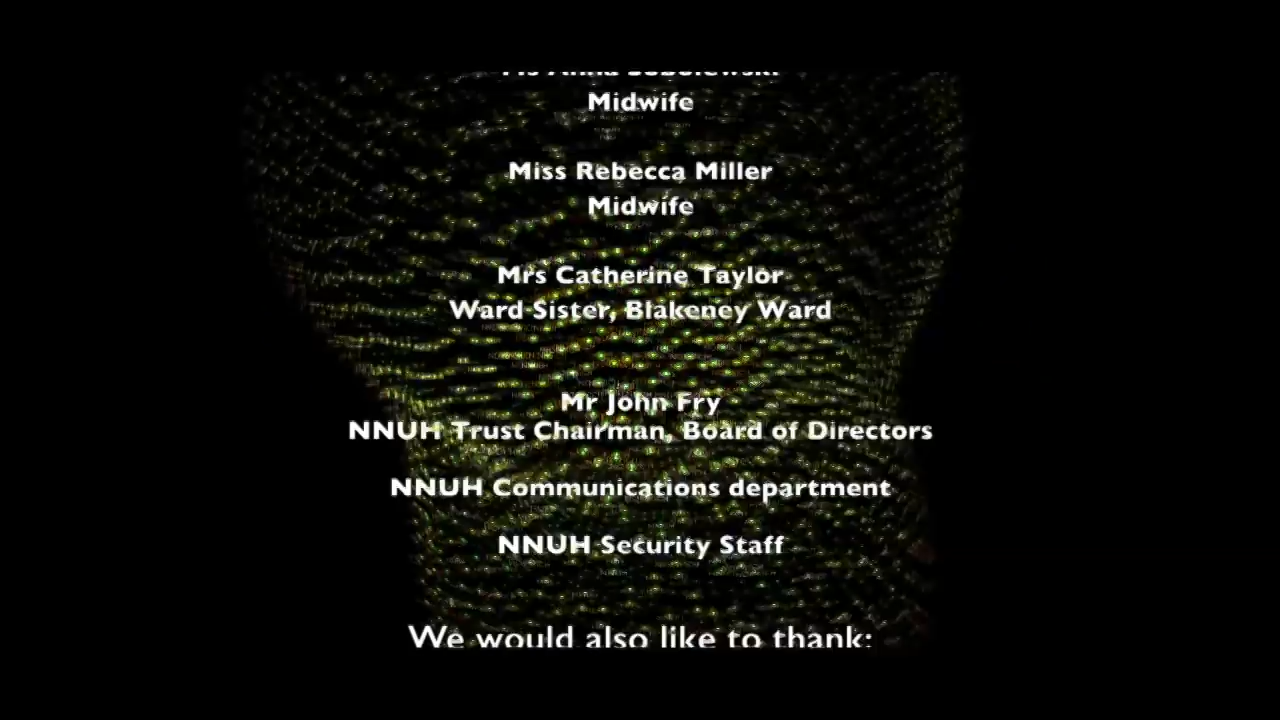 Midwife
Miss Rebecca Miller
Midwife
Mrs Catherine Taylor
Ward Sister, Blakeney Ward
Mr John Fry
NNUH Trust Chairman, Board of Directors
NNUH Communications department
NNUH Security Staff
We would also like to thank: